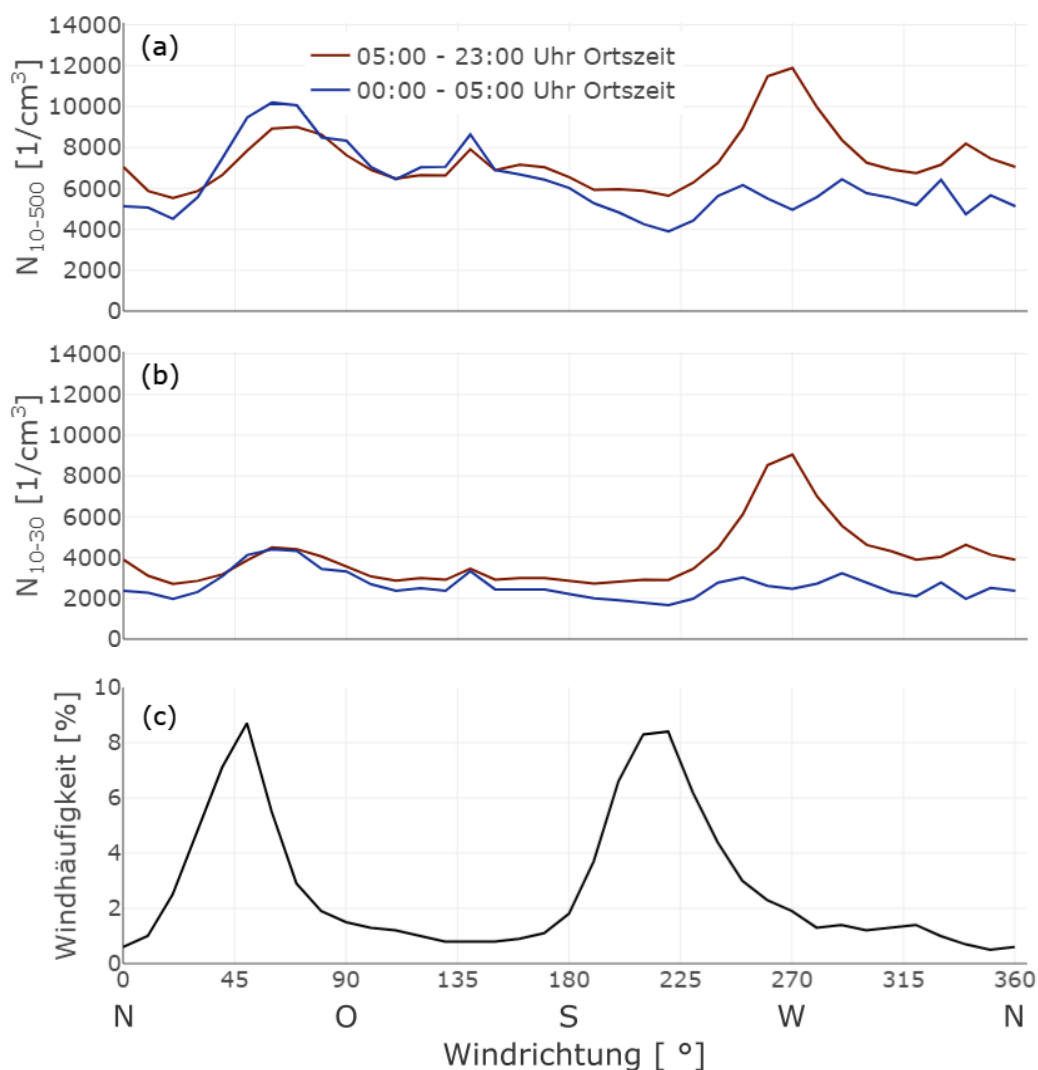 (a)
05:00 - 23:00 Uhr Ortszeit
00:00 - 05:00 Uhr Ortszeit
N10-500 [1/cm3]
14000
12000
10000
8000
6000
4000
2000
0
(b)
N10-30 [1/cm3]
14000
12000
10000
8000
6000
4000
2000
0
(c)
Windhäufigkeit [%]
10
8
6
4
2
0
0 45 90 135 180 225 270 315 360
N O S W N
Windrichtung [ °]